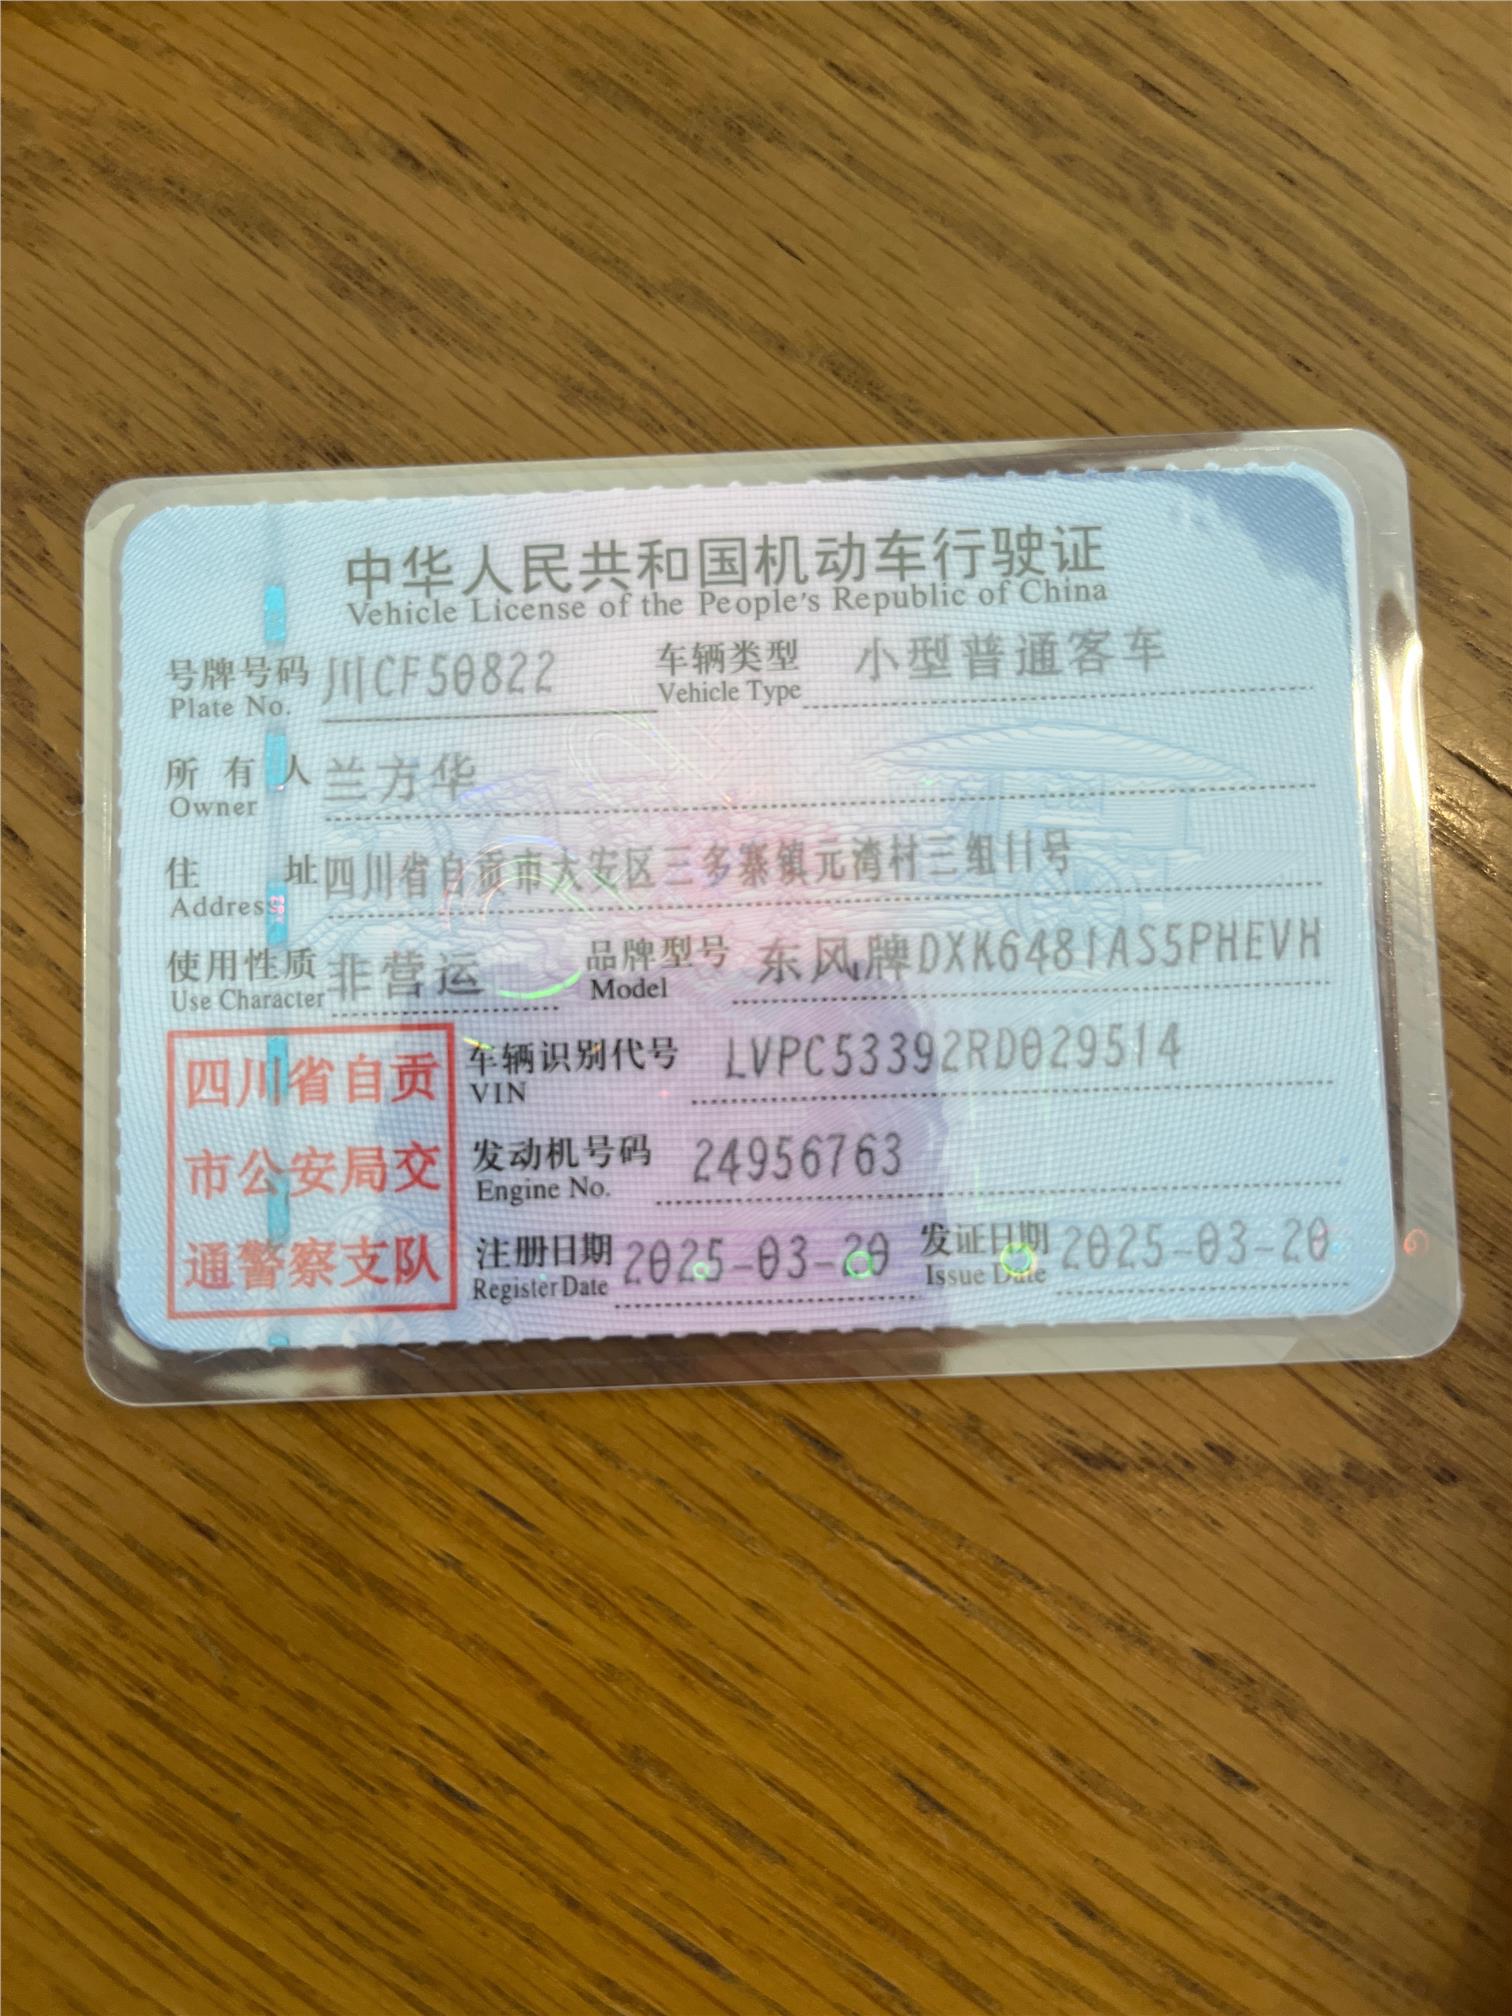 中华人民共和国机动车行驶证
Vehicle License of the People's Republic of China
号牌号码 川CF50822 车辆类型 小型普通客车
Plate No. Vehicle Type
所有人 兰方华
Owner
住址 四川省自贡市大安区三多寨镇元湾村三组11号
Address
使用性质 非营运 品牌型号 东风牌DXK6481AS5PHEVH
Use Character Model
四川省自贡
市公安局交
通警察支队
车辆识别代号 LVPC53392RD029514
VIN
发动机号码 24956763
Engine No.
注册日期 2025-03-20 发证日期 2025-03-20
Register Date Issue Date